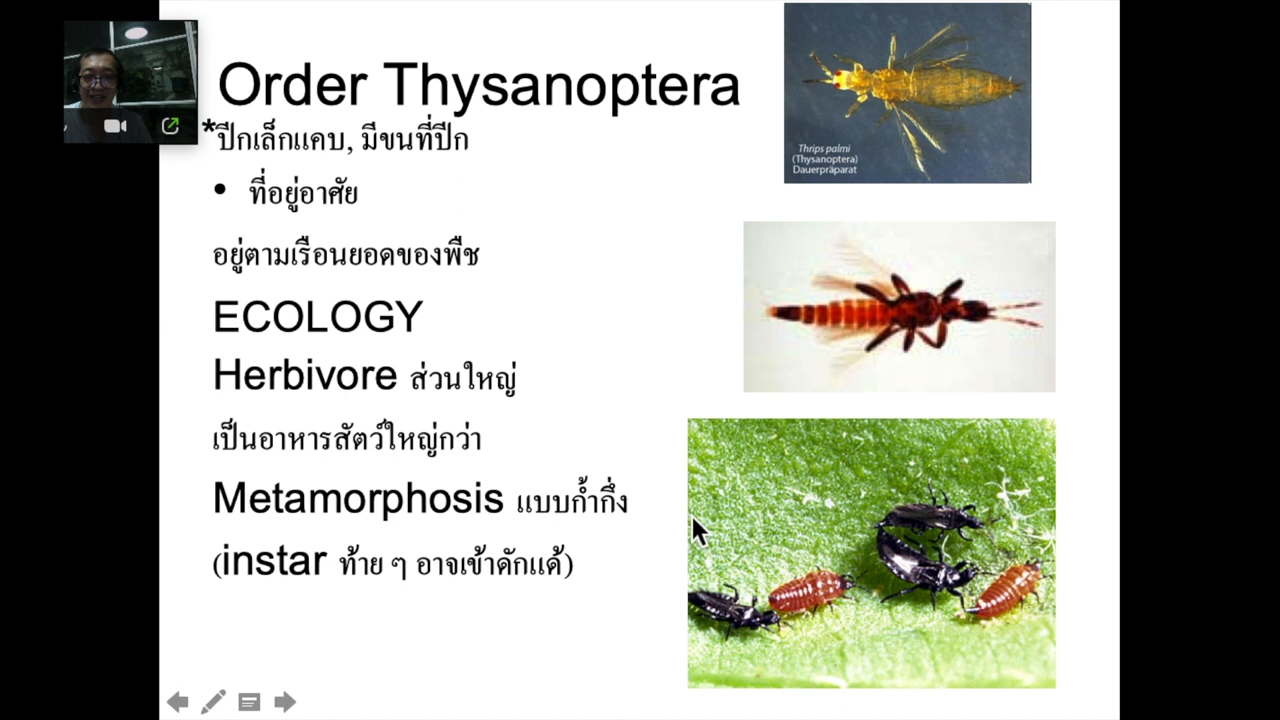 Order Thysanoptera
*ปีกเล็กแคบ, มีขนที่ปีก
• ที่อยู่อาศัย
อยู่ตามเรือนยอดของพืช
ECOLOGY
Herbivore ส่วนใหญ่
เป็นอาหารสัตว์ใหญ่กว่า
Metamorphosis แบบก้ำกึ่ง
(instar ท้าย ๆ อาจเข้าดักแด้)
Thrips palmi
(Thysanoptera)
Dauerpräparat